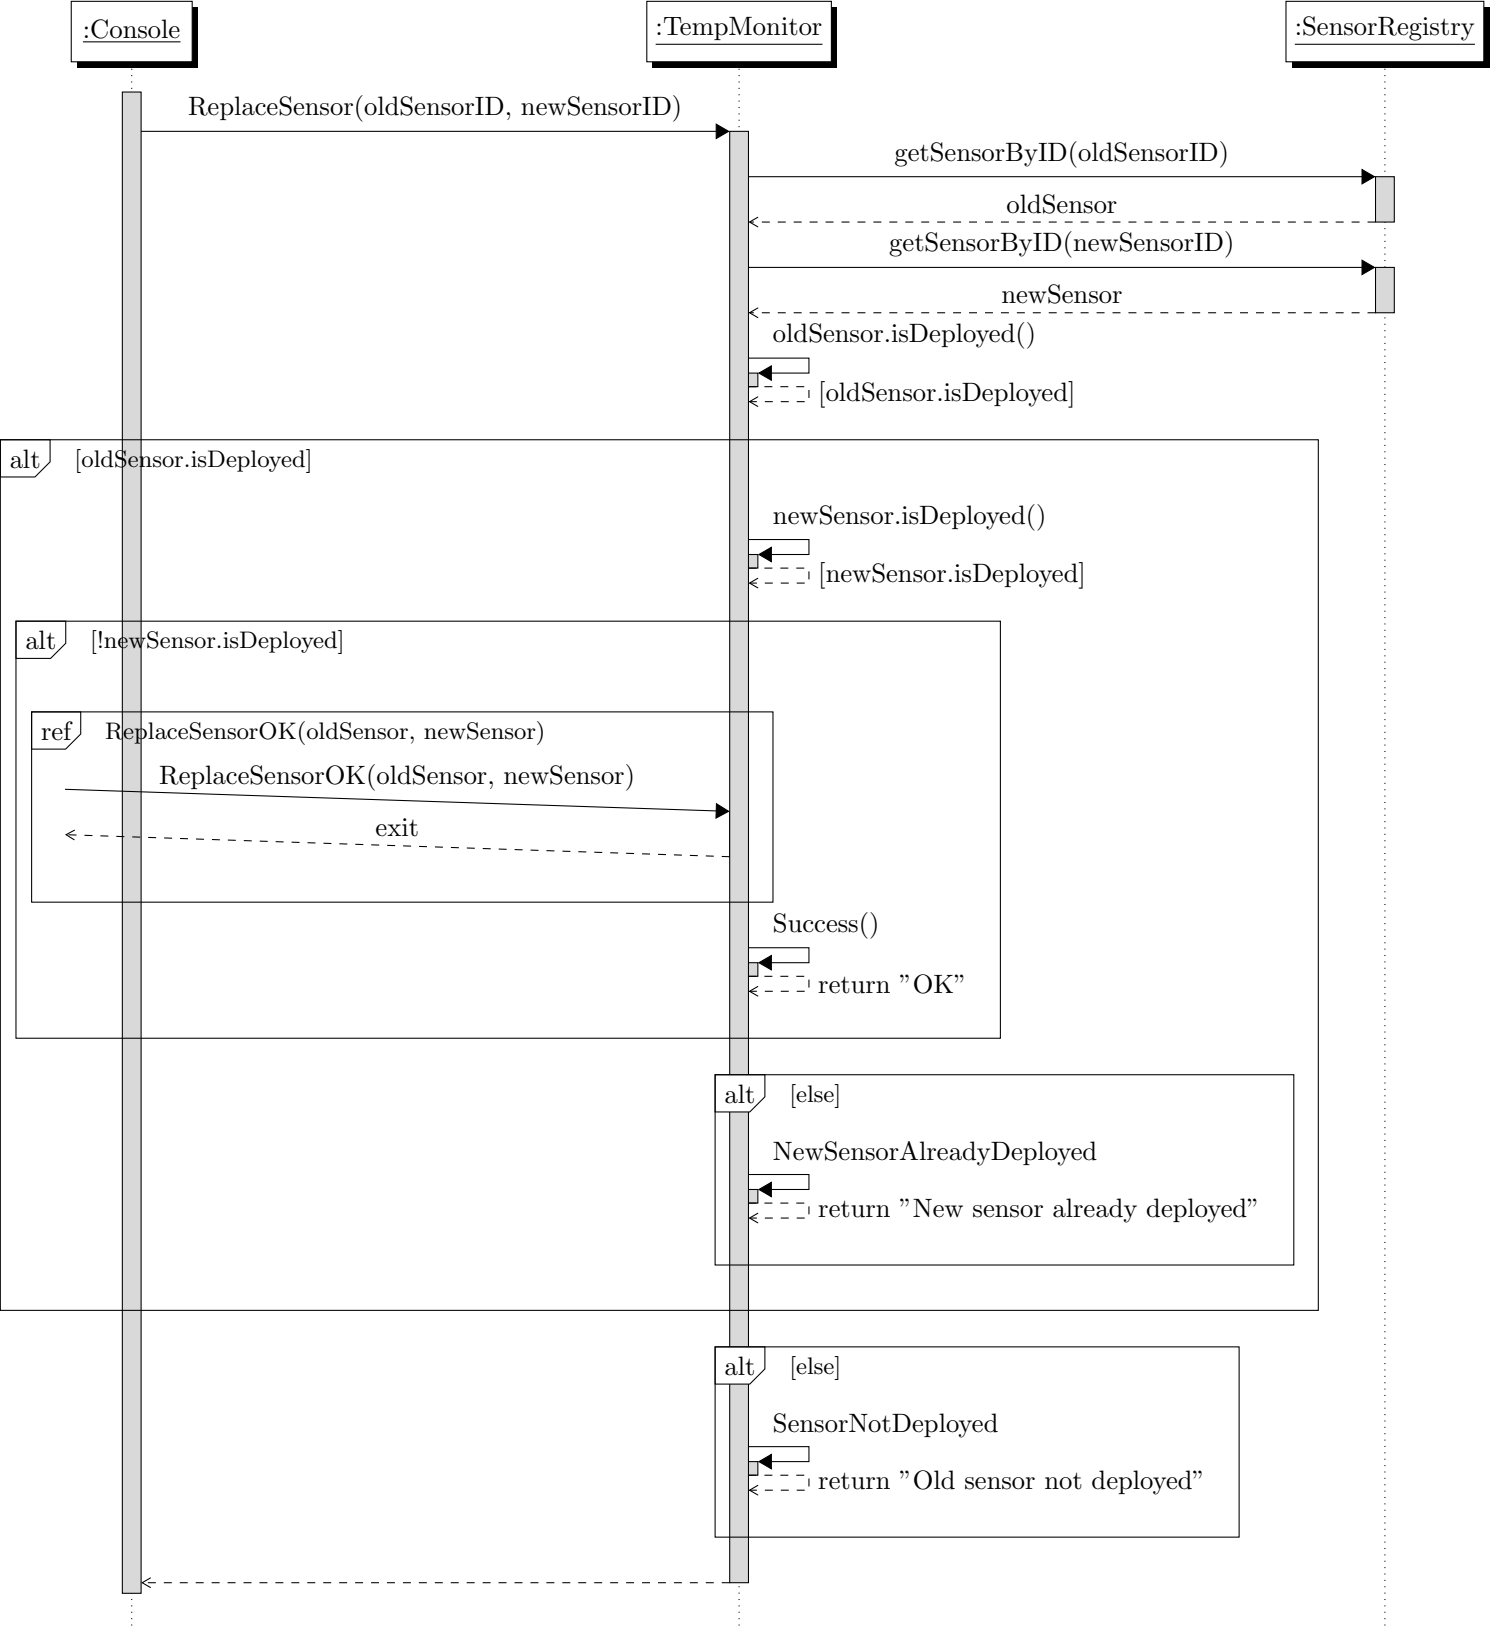 :Console
:TempMonitor
:SensorRegistry
ReplaceSensor(oldSensorID, newSensorID)
getSensorByID(oldSensorID)
oldSensor
getSensorByID(newSensorID)
newSensor
oldSensor.isDeployed()
[oldSensor.isDeployed]
alt [oldSensor.isDeployed]
newSensor.isDeployed()
[newSensor.isDeployed]
alt [!newSensor.isDeployed]
ref ReplaceSensorOK(oldSensor, newSensor)
ReplaceSensorOK(oldSensor, newSensor)
exit
Success()
return ”OK”
alt [else]
NewSensorAlreadyDeployed
return ”New sensor already deployed”
alt [else]
SensorNotDeployed
return ”Old sensor not deployed”